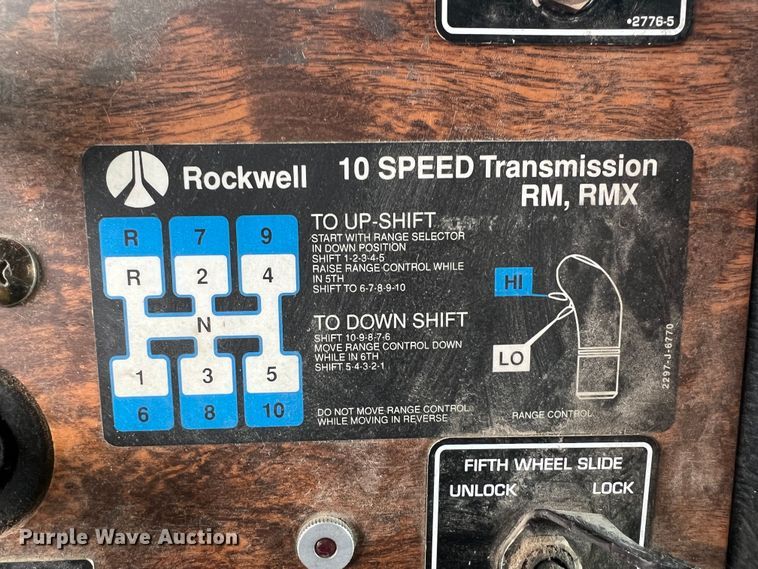 •2776-5
Rockwell
10 SPEED Transmission
RM, RMX
R 7 9
R 2 4
N
1 3 5
6 8 10
TO UP-SHIFT
START WITH RANGE SELECTOR
IN DOWN POSITION
SHIFT 1-2-3-4-5
RAISE RANGE CONTROL WHILE
IN 5TH
SHIFT TO 6-7-8-9-10
TO DOWN SHIFT
SHIFT 10-9-8-7-6
MOVE RANGE CONTROL DOWN
WHILE IN 6TH
SHIFT 5-4-3-2-1
DO NOT MOVE RANGE CONTROL
WHILE MOVING IN REVERSE
HI
LO
RANGE CONTROL
2297-J-6770
FIFTH WHEEL SLIDE
UNLOCK LOCK
Purple Wave Auction